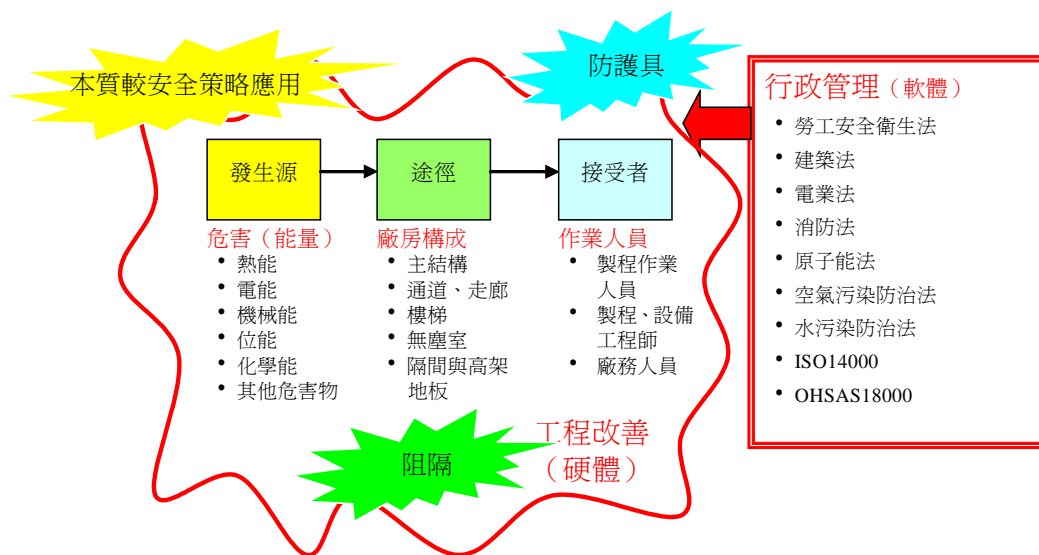 本質較安全策略應用
防護具
發生源
途徑
接受者
危害（能量）
• 熱能
• 電能
• 機械能
• 位能
• 化學能
• 其他危害物
廠房構成
• 主結構
• 通道、走廊
• 樓梯
• 無塵室
• 隔間與高架
地板
作業人員
• 製程作業
人員
• 製程、設備
工程師
• 廠務人員
阻隔
工程改善
（硬體）
行政管理（軟體）
• 勞工安全衛生法
• 建築法
• 電業法
• 消防法
• 原子能法
• 空氣污染防治法
• 水污染防治法
• ISO14000
• OHSAS18000